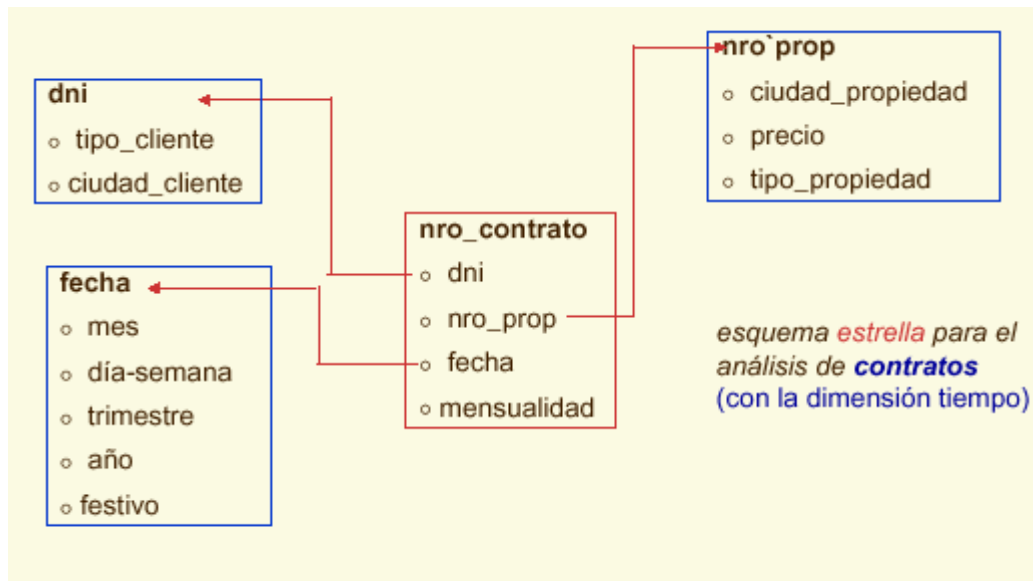 dni
tipo_cliente
ciudad_cliente
fecha
mes
día-semana
trimestre
año
festivo
nro_contrato
dni
nro_prop
fecha
mensualidad
nro`prop
ciudad_propiedad
precio
tipo_propiedad
esquema estrella para el
análisis de contratos
(con la dimensión tiempo)